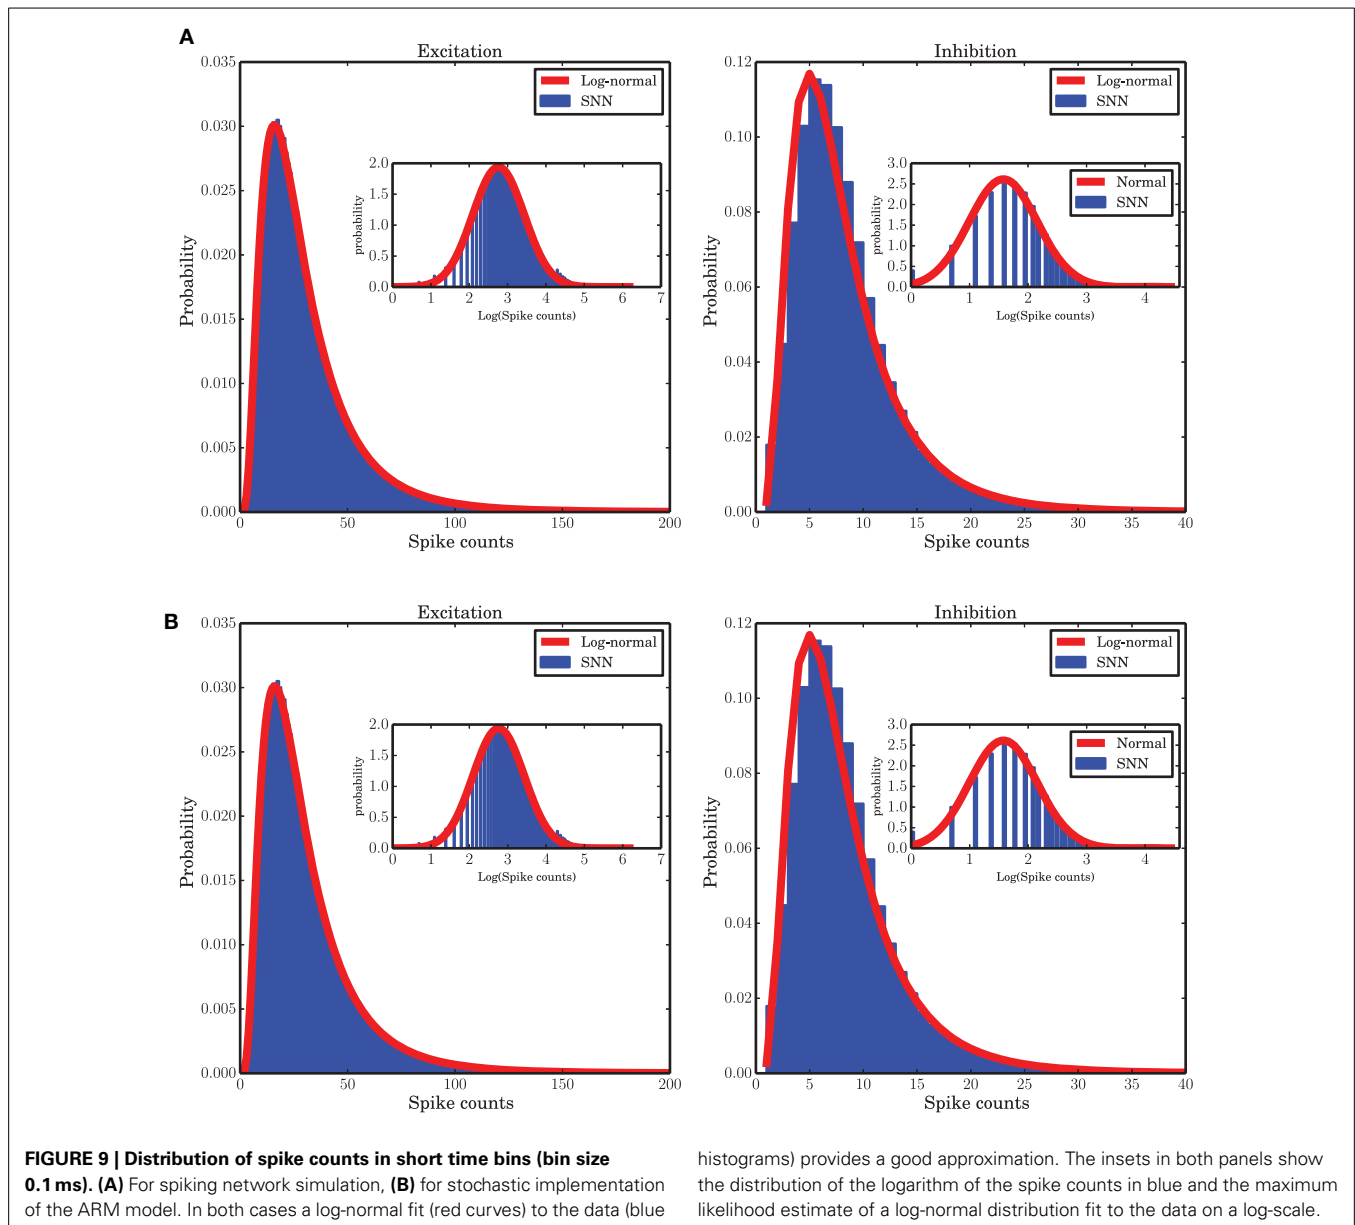 A
Excitation
0.035
0.030
0.025
0.020
0.015
0.010
0.005
0.000
Probability
0
50
100
150
200
Spike counts
Log-normal
SNN
2.0
1.5
1.0
0.5
0.0
probability
0
1
2
3
4
5
6
7
Log(Spike counts)
Inhibition
0.12
0.10
0.08
0.06
0.04
0.02
0.00
Probability
0
5
10
15
20
25
30
35
40
Spike counts
Log-normal
SNN
3.0
2.5
2.0
1.5
1.0
0.5
0.0
probability
0
1
2
3
4
Log(Spike counts)
Normal
SNN
B
Excitation
0.035
0.030
0.025
0.020
0.015
0.010
0.005
0.000
Probability
0
50
100
150
200
Spike counts
Log-normal
SNN
2.0
1.5
1.0
0.5
0.0
probability
0
1
2
3
4
5
6
7
Log(Spike counts)
Inhibition
0.12
0.10
0.08
0.06
0.04
0.02
0.00
Probability
0
5
10
15
20
25
30
35
40
Spike counts
Log-normal
SNN
3.0
2.5
2.0
1.5
1.0
0.5
0.0
probability
0
1
2
3
4
Log(Spike counts)
Normal
SNN
FIGURE 9 | Distribution of spike counts in short time bins (bin size
0.1 ms). (A) For spiking network simulation, (B) for stochastic implementation
of the ARM model. In both cases a log-normal fit (red curves) to the data (blue
histograms) provides a good approximation. The insets in both panels show
the distribution of the logarithm of the spike counts in blue and the maximum
likelihood estimate of a log-normal distribution fit to the data on a log-scale.